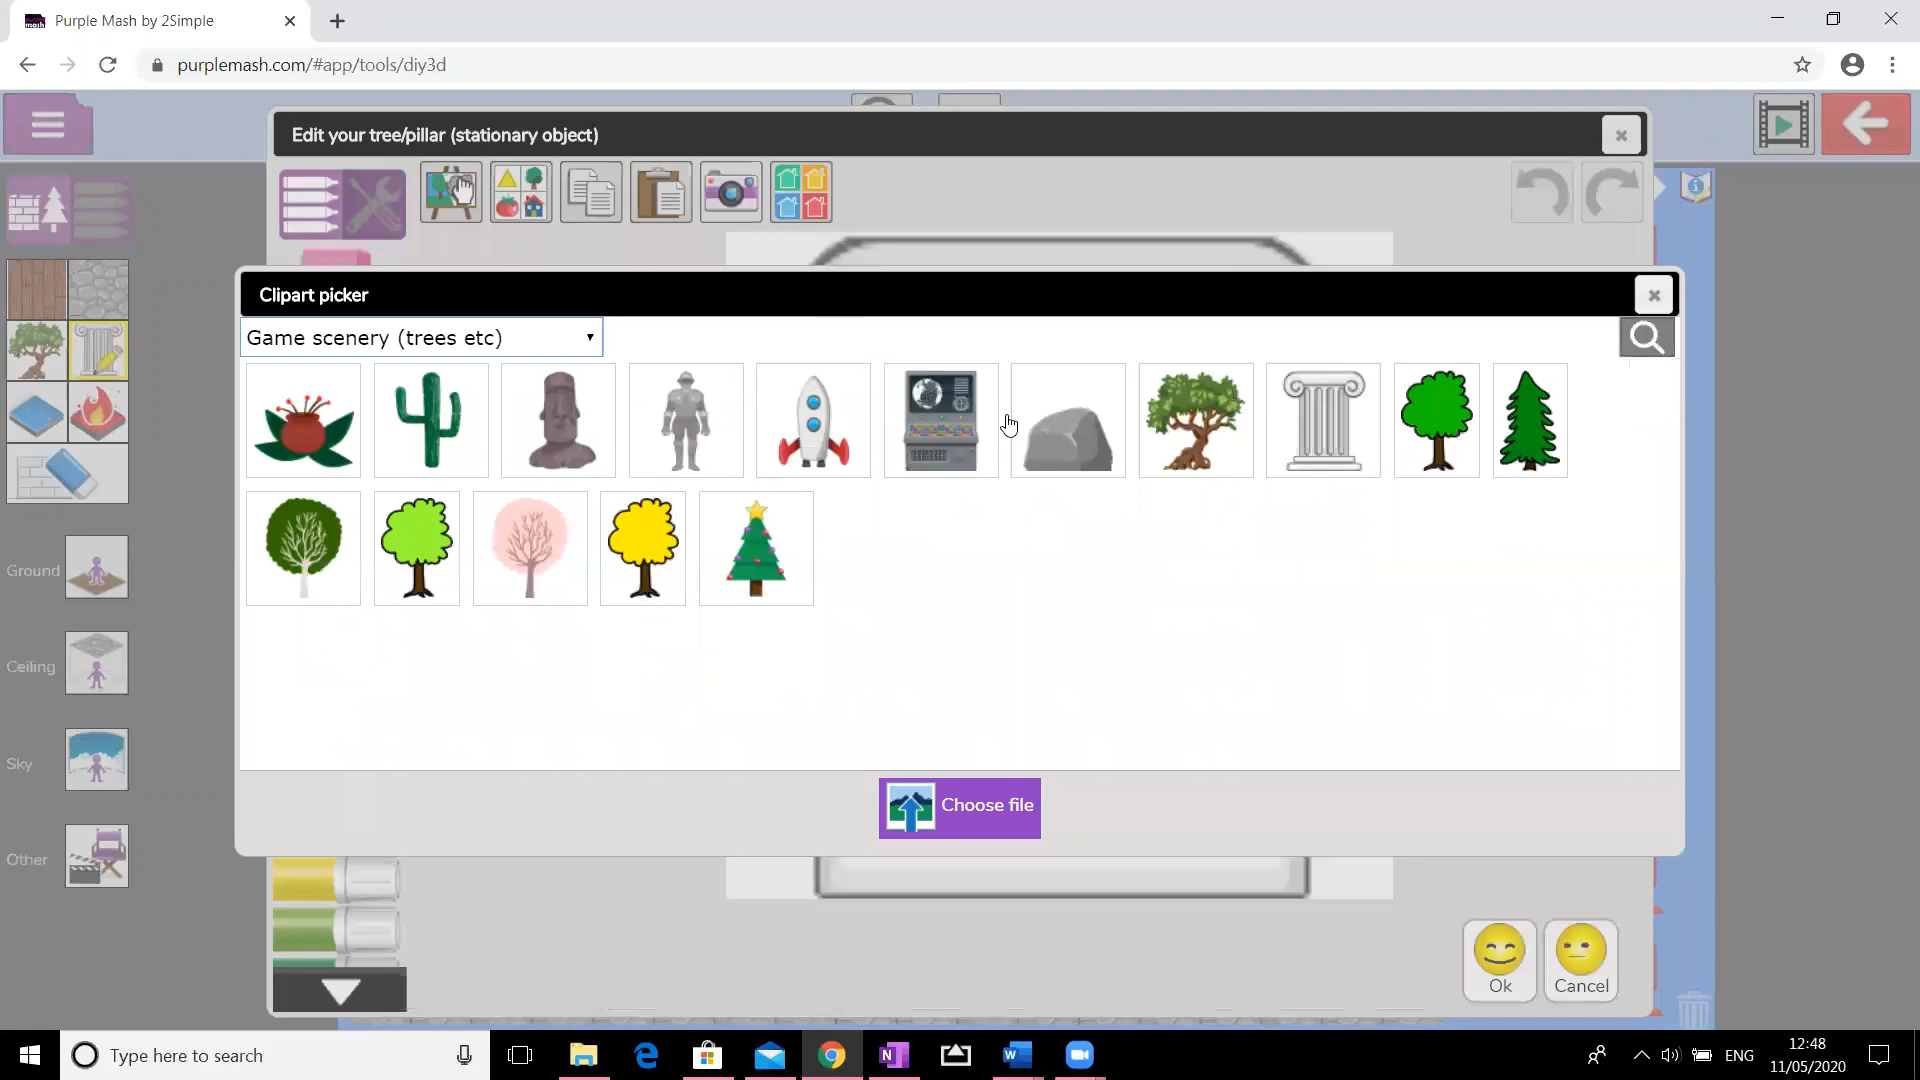 Purple Mash by 2Simple
purplemash.com/#app/tools/diy3d
Edit your tree/pillar (stationary object)
Clipart picker
Game scenery (trees etc)
Ground
Ceiling
Sky
Other
Choose file
Ok
Cancel
Type here to search
ENG
12:48
11/05/2020